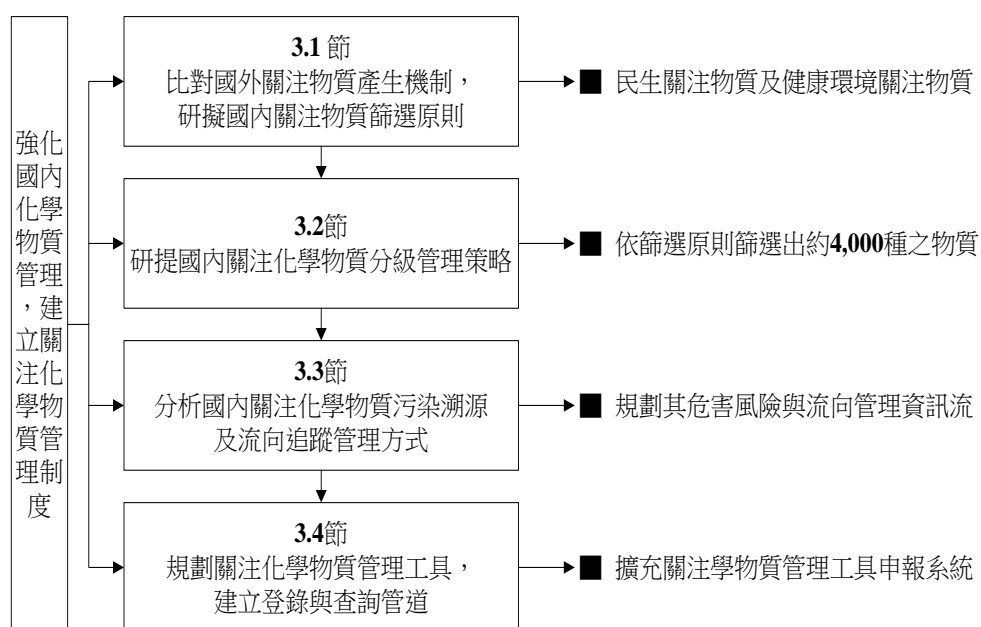 強化
國內
化學
物質
管理
，建
立關
注化
學物
質管
理制
度
3.1 節
比對國外關注物質產生機制，
研擬國內關注物質篩選原則
■ 民生關注物質及健康環境關注物質
3.2節
研提國內關注化學物質分級管理策略
■ 依篩選原則篩選出約4,000種之物質
3.3節
分析國內關注化學物質污染溯源
及流向追蹤管理方式
■ 規劃其危害風險與流向管理資訊流
3.4節
規劃關注化學物質管理工具，
建立登錄與查詢管道
■ 擴充關注學物質管理工具申報系統